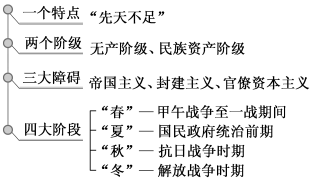 一个特点 “先天不足”
两个阶级 无产阶级、民族资产阶级
三大障碍 帝国主义、封建主义、官僚资本主义
四大阶段
“春”—甲午战争至一战期间
“夏”—国民政府统治前期
“秋”—抗日战争时期
“冬”—解放战争时期